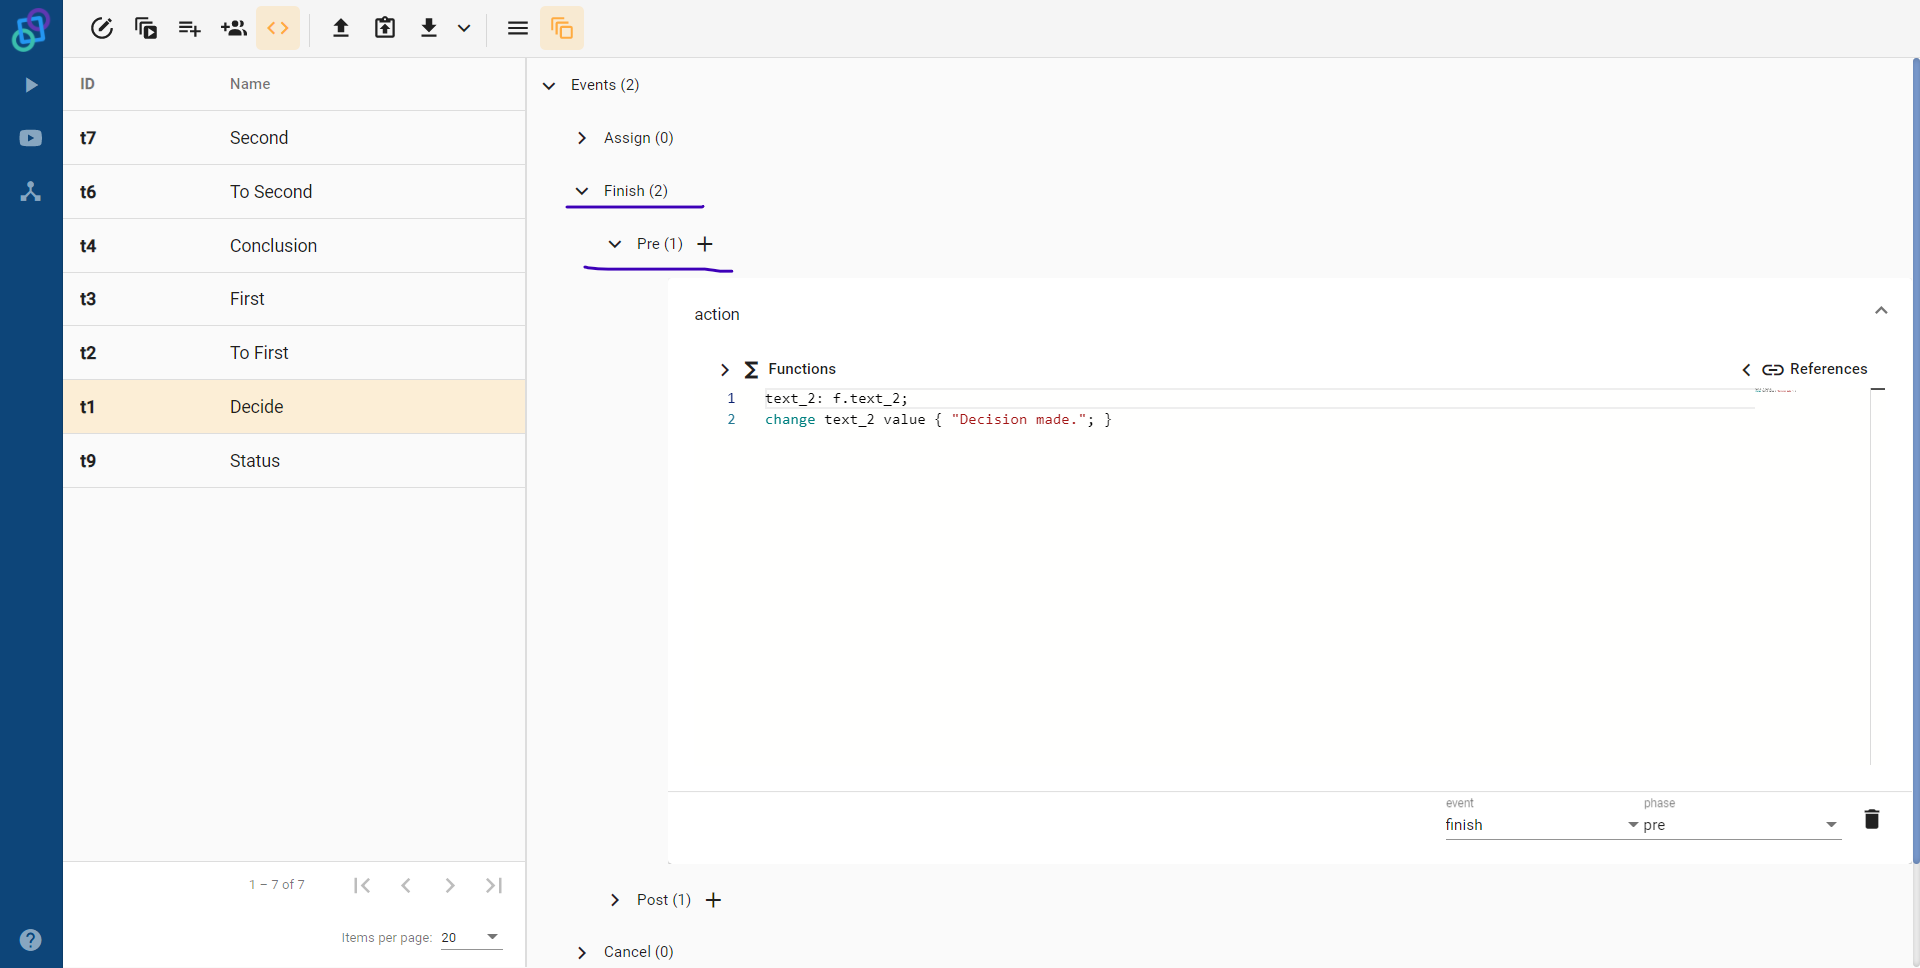 ID Name
t7 Second
t6 To Second
t4 Conclusion
t3 First
t2 To First
t1 Decide
t9 Status
1 – 7 of 7
Items per page: 20
Events (2)
Assign (0)
Finish (2)
Pre (1)
action
Functions References
1 text_2: f.text_2;
2 change text_2 value { "Decision made."; }
event phase
finish pre
Post (1)
Cancel (0)